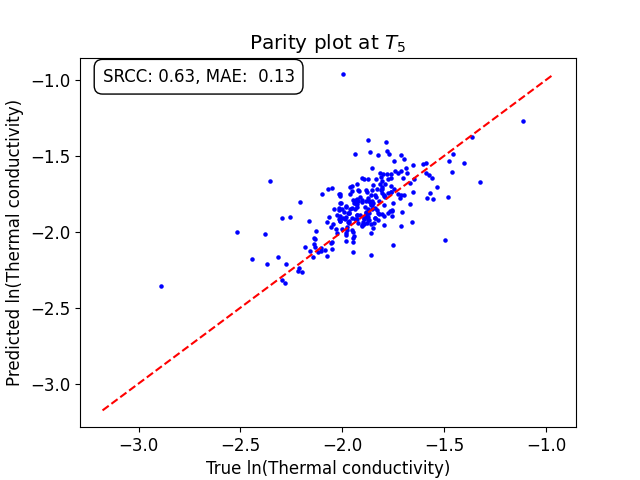 Parity plot at T₅
SRCC: 0.63, MAE:  0.13
Predicted ln(Thermal conductivity)
−1.0
−1.5
−2.0
−2.5
−3.0
−3.0 −2.5 −2.0 −1.5 −1.0
True ln(Thermal conductivity)